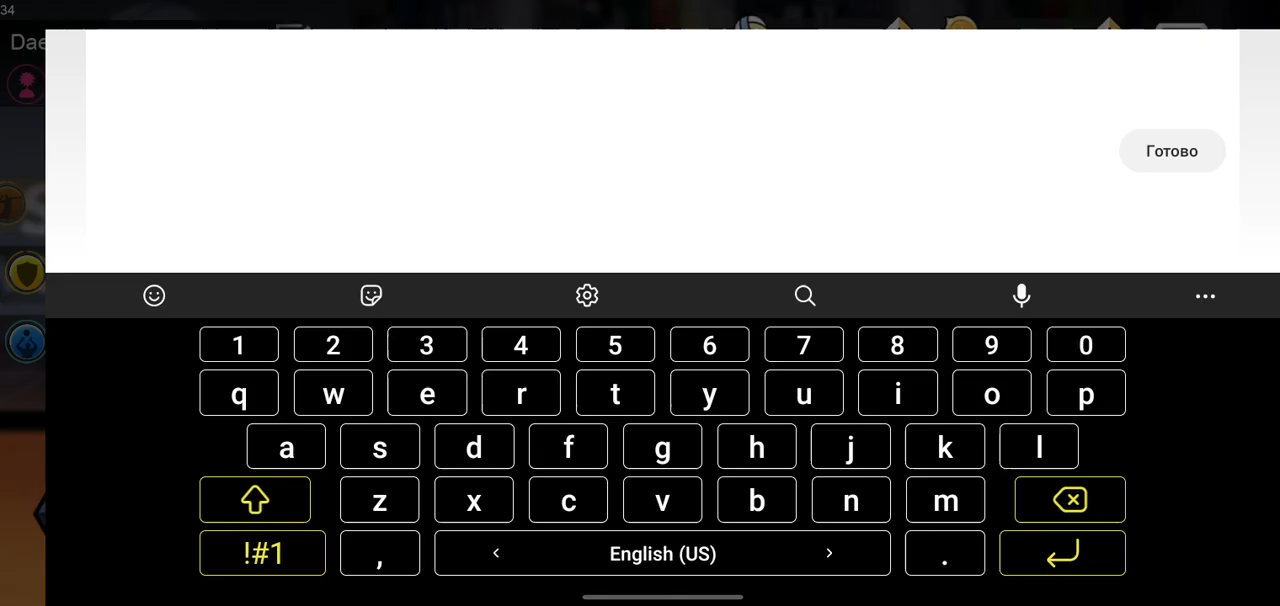 34
Dae
Готово
1 2 3 4 5 6 7 8 9 0
q w e r t y u i o p
a s d f g h j k l
z x c v b n m
!#1 , < English (US) > .